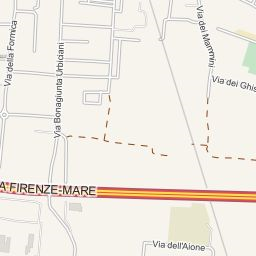 Via della Formica
Via Bonagiunta Urbiciani
Via dei Mammini
Via dei Ghis
A FIRENZE-MARE
Via dell'Aione